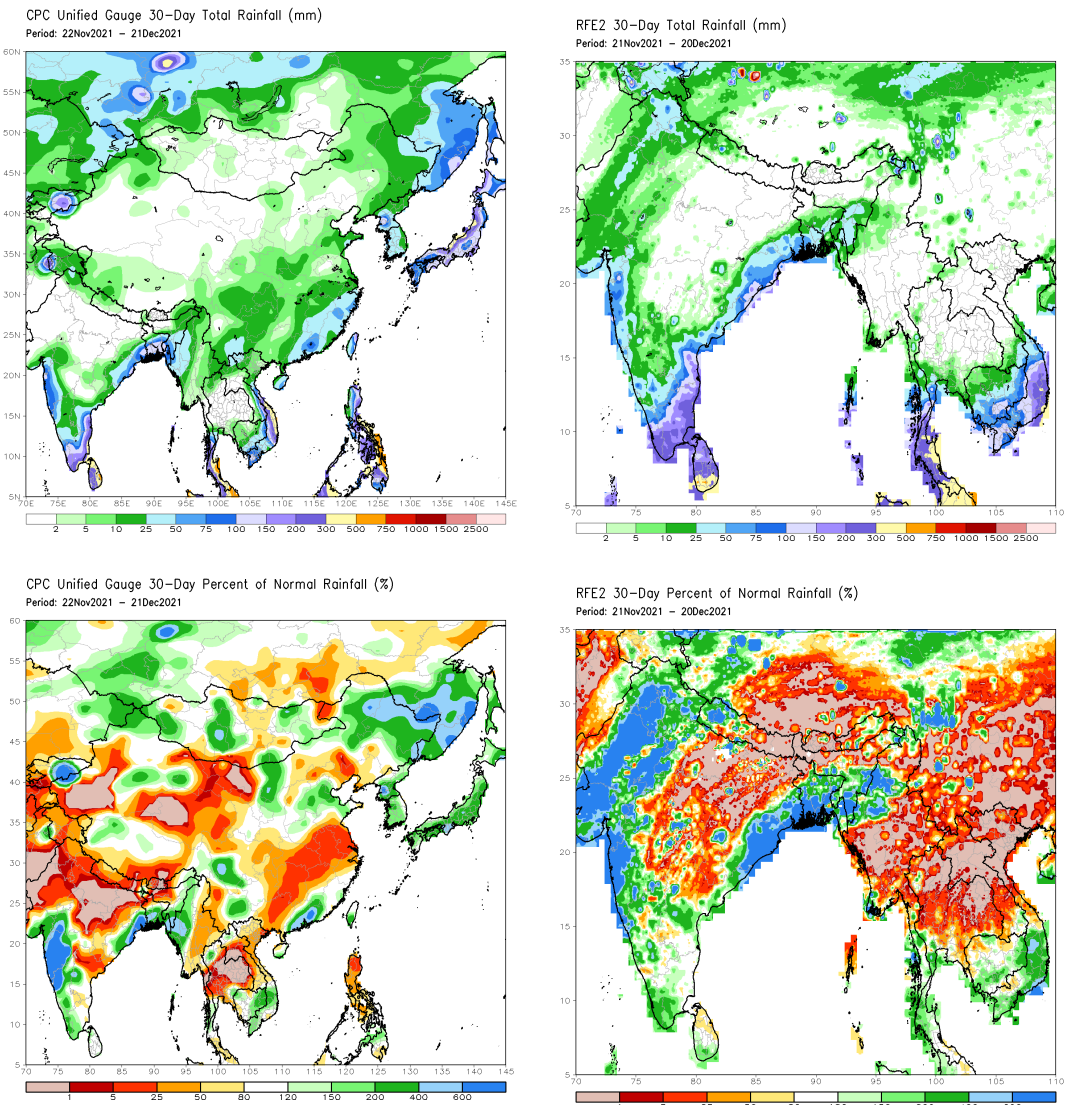 CPC Unified Gauge 30-Day Total Rainfall (mm)
Period: 22Nov2021 - 21Dec2021
60N
55N
50N
45N
40N
35N
30N
25N
20N
15N
10N
5N
70E 75E 80E 85E 90E 95E 100E 105E 110E 115E 120E 125E 130E 135E 140E 145E
2 5 10 25 50 75 100 150 200 300 500 750 1000 1500 2500
RFE2 30-Day Total Rainfall (mm)
Period: 21Nov2021 - 20Dec2021
35
30
25
20
15
10
5
70 75 80 85 90 95 100 105 110
2 5 10 25 50 75 100 150 200 300 500 750 1000 1500 2500
CPC Unified Gauge 30-Day Percent of Normal Rainfall (%)
Period: 22Nov2021 - 21Dec2021
60
55
50
45
40
35
30
25
20
15
10
5
70 75 80 85 90 95 100 105 110 115 120 125 130 135 140 145
1 5 25 50 80 120 150 200 400 600
RFE2 30-Day Percent of Normal Rainfall (%)
Period: 21Nov2021 - 20Dec2021
35
30
25
20
15
10
5
70 75 80 85 90 95 100 105 110